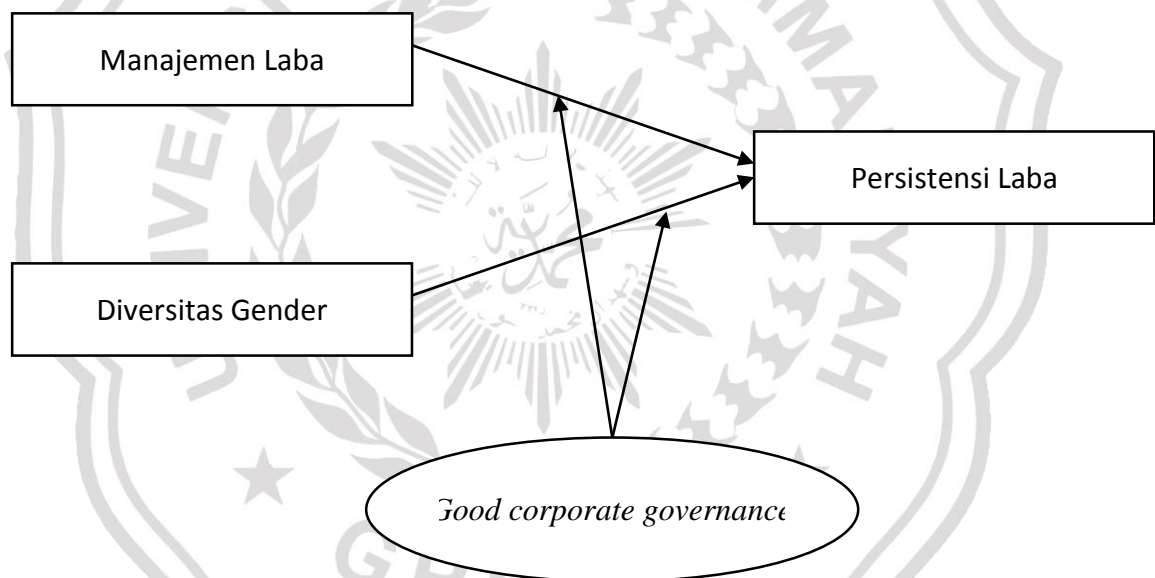 Manajemen Laba
Persistensi Laba
Diversitas Gender
Good corporate governance